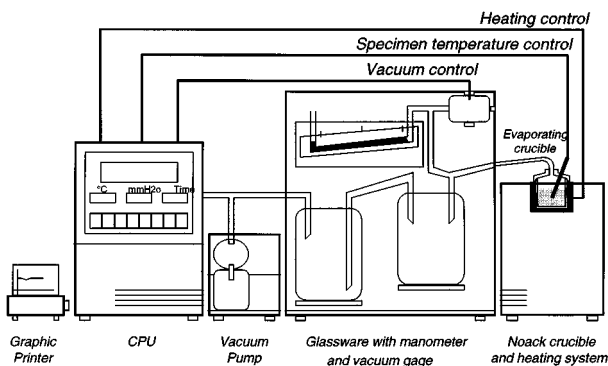 Heating control
Specimen temperature control
Vacuum control
Evaporating
crucible
°C mmH2o Time
Graphic
Printer
CPU
Vacuum
Pump
Glassware with manometer
and vacuum gage
Noack crucible
and heating system